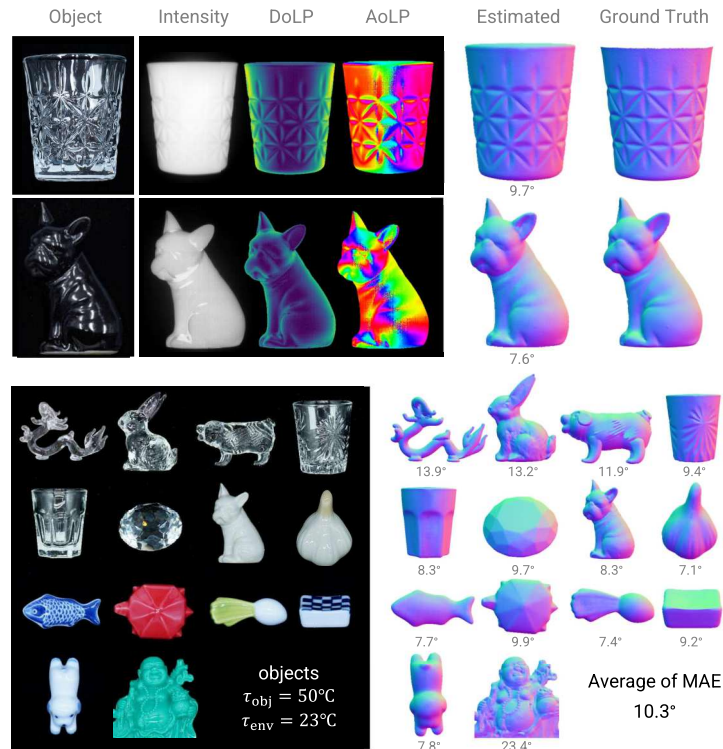 Object Intensity DoLP AoLP Estimated Ground Truth
9.7°
7.6°
13.9° 13.2° 11.9° 9.4°
8.3° 9.7° 8.3° 7.1°
7.7° 9.9° 7.4° 9.2°
objects
τobj = 50℃
τenv = 23℃
Average of MAE
10.3°
7.8° 23.4°